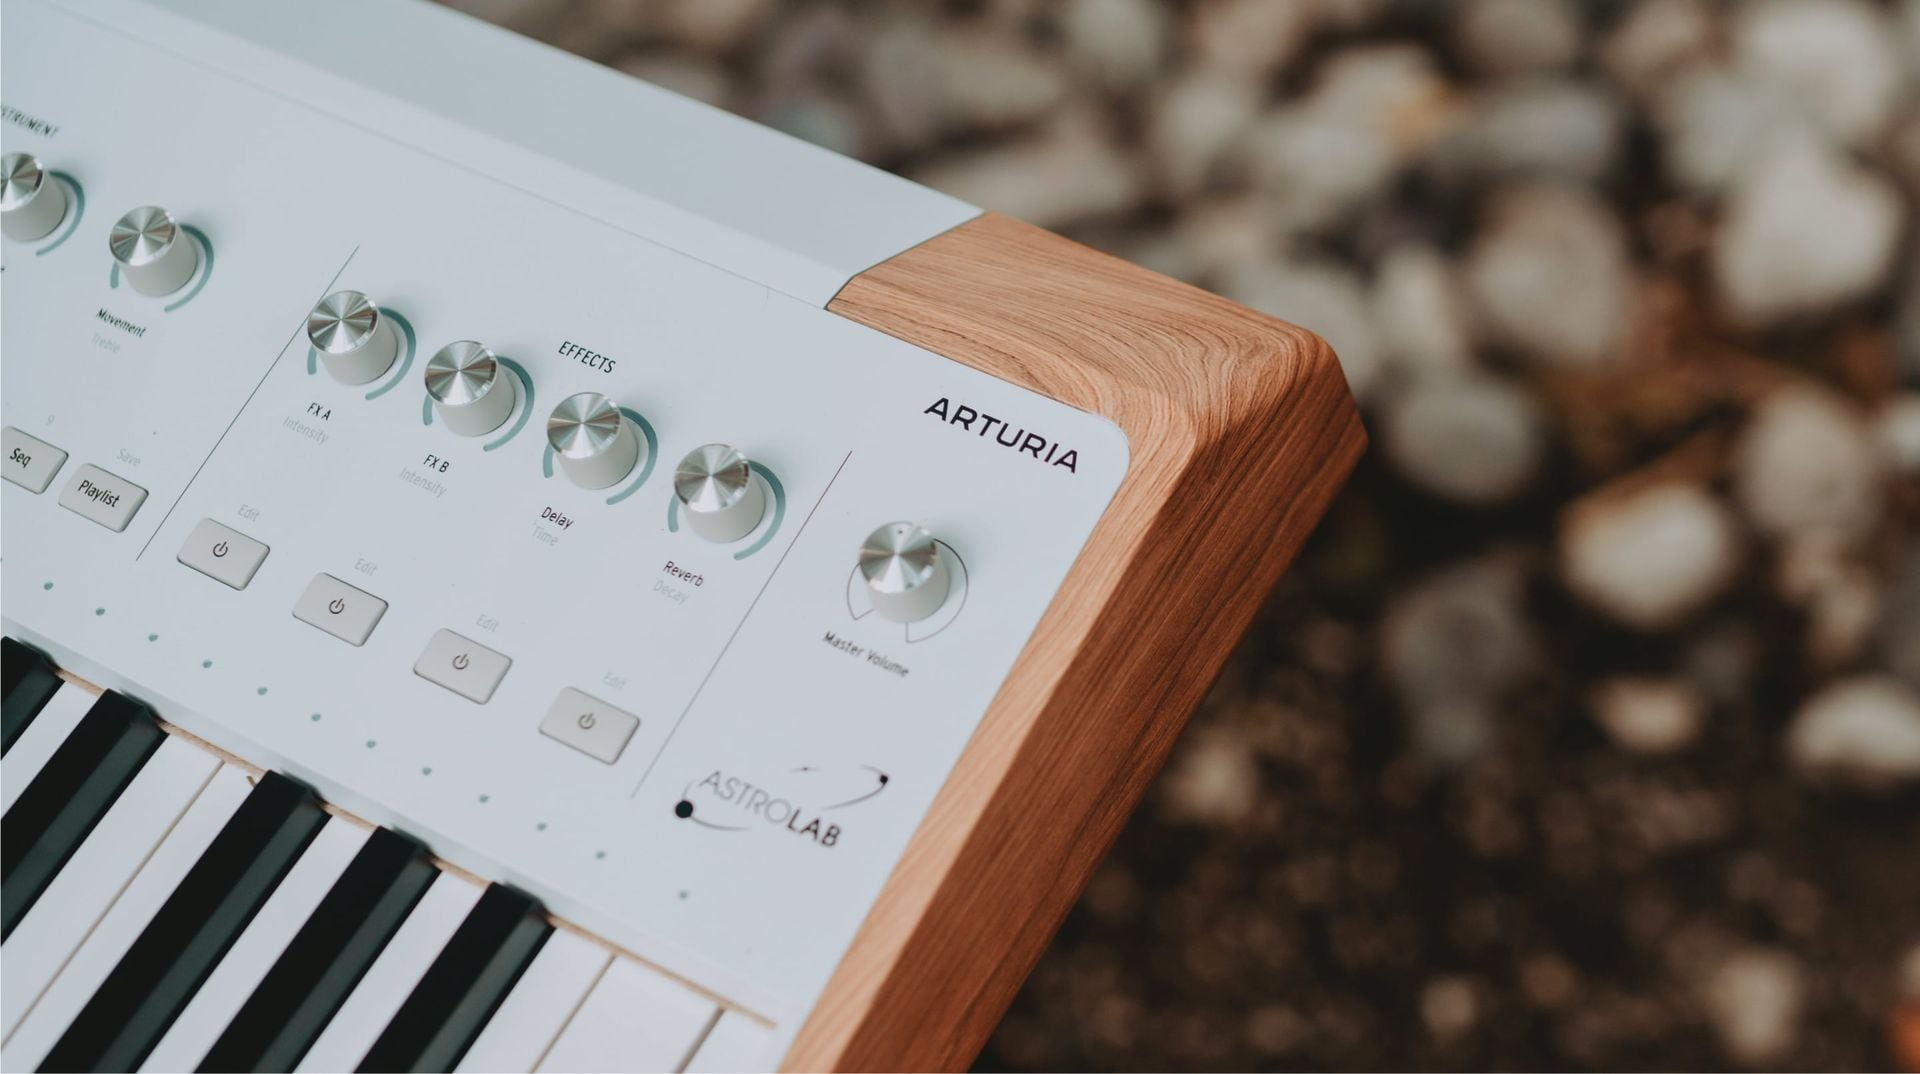 Movement
Treble
9
Seq
Save
Playlist
EFFECTS
FX A
Intensity
FX B
Intensity
Delay
Time
Reverb
Decay
Edit
Edit
Edit
Edit
ARTURIA
Master Volume
ASTROLAB